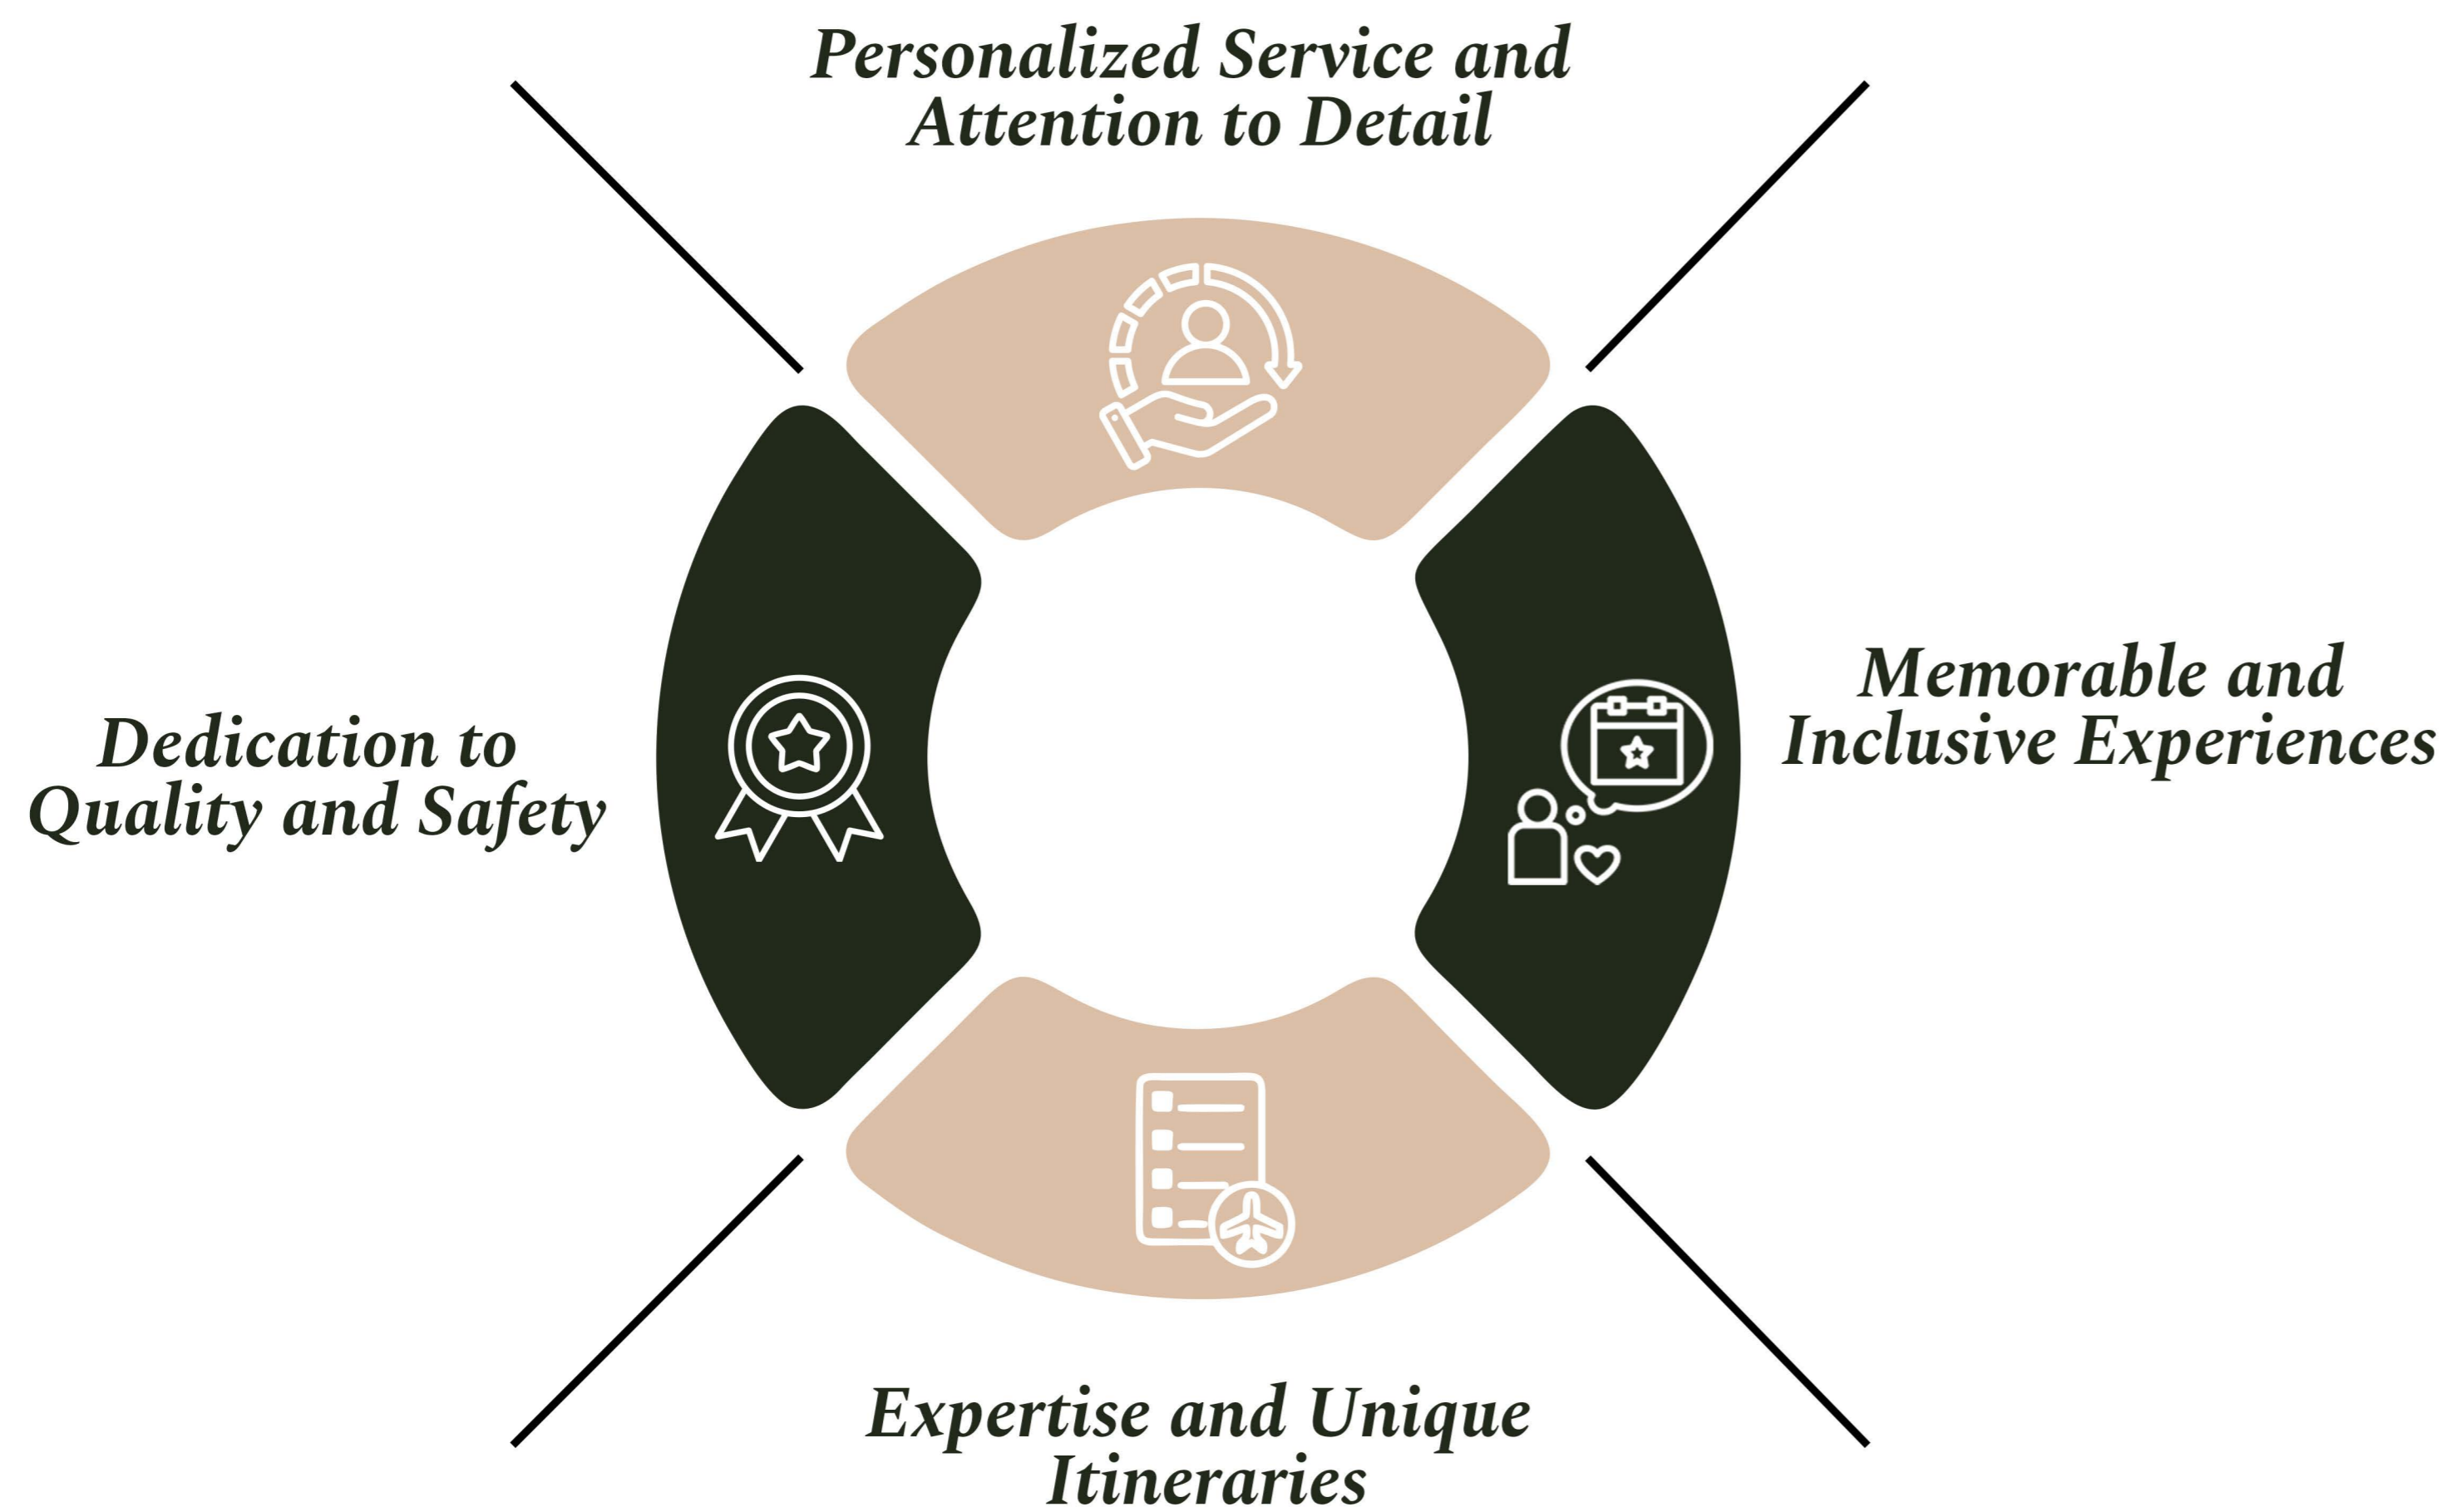 Personalized Service and
Attention to Detail
Memorable and
Inclusive Experiences
Dedication to
Quality and Safety
Expertise and Unique
Itineraries